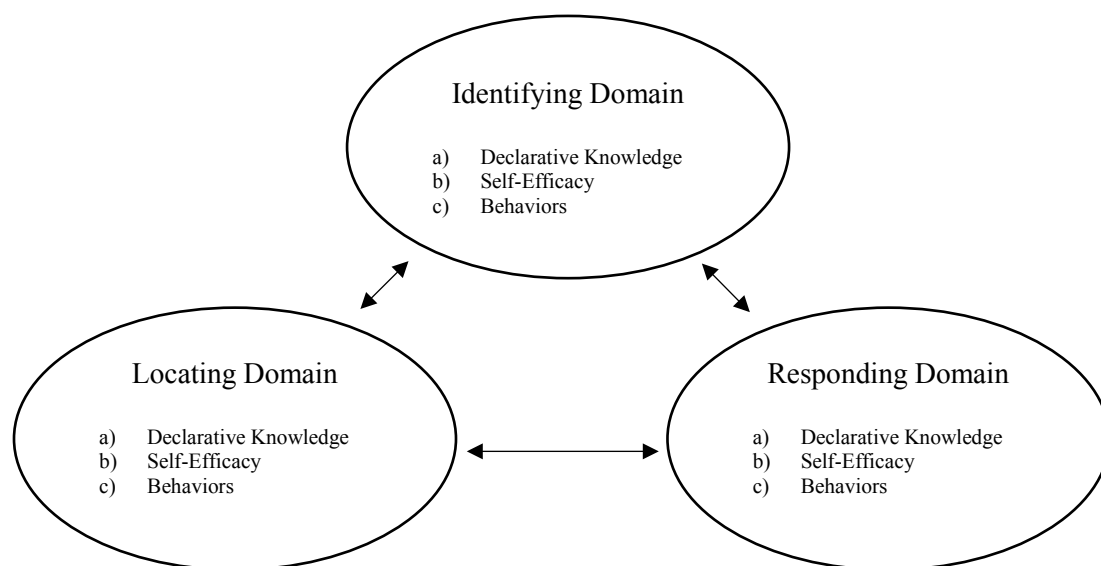 Identifying Domain
a) Declarative Knowledge
b) Self-Efficacy
c) Behaviors
Locating Domain
a) Declarative Knowledge
b) Self-Efficacy
c) Behaviors
Responding Domain
a) Declarative Knowledge
b) Self-Efficacy
c) Behaviors